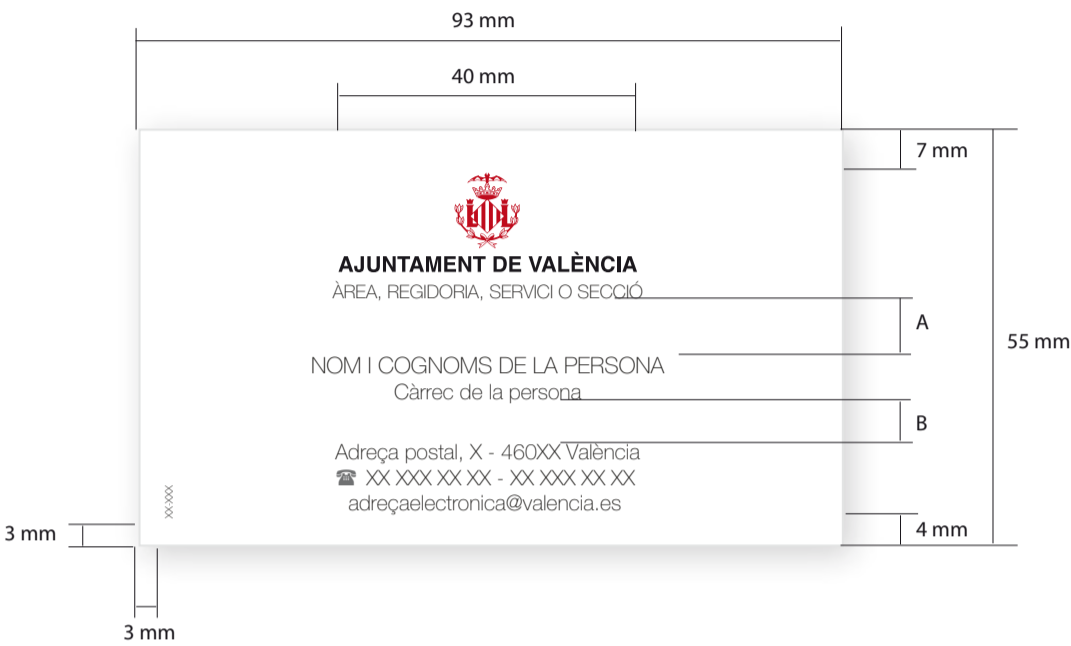 93 mm
40 mm
7 mm
AJUNTAMENT DE VALÈNCIA
ÀREA, REGIDORIA, SERVICI O SECCIÓ
A
55 mm
NOM I COGNOMS DE LA PERSONA
Càrrec de la persona
B
Adreça postal, X - 460XX València
☎ XX XXX XX XX - XX XXX XX XX
adreçaelectronica@valencia.es
XX-XXX
3 mm
4 mm
3 mm